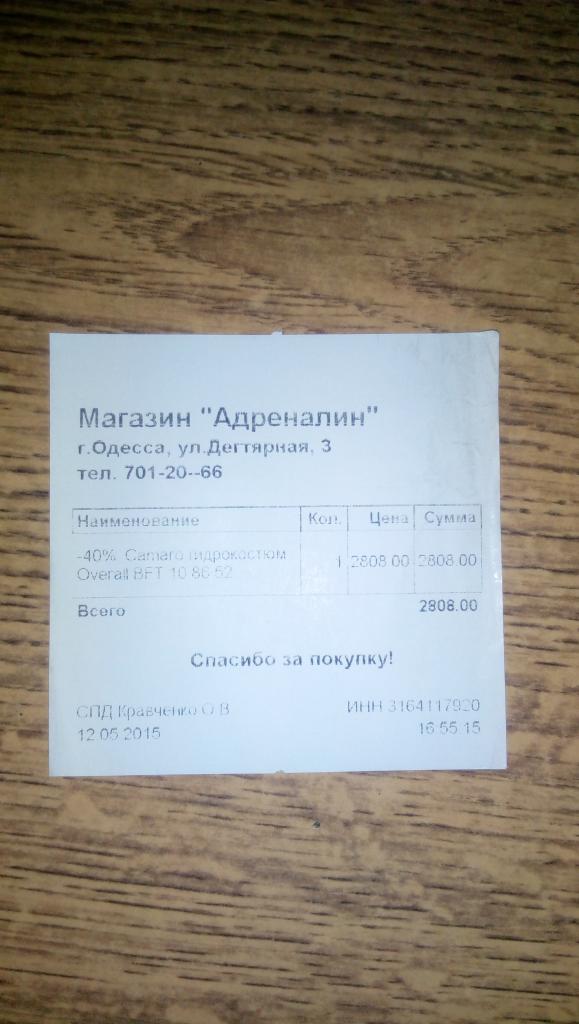 Магазин "Адреналин"
г.Одесса, ул.Дегтярная, 3
тел. 701-20--66
Наименование Кол. Цена Сумма
-40% Camaro гидрокостюм 1 2808.00 2808.00
Overall BFT 10 86-52
Всего 2808.00
Спасибо за покупку!
СПД Кравченко О.В. ИНН 3164117920
12.05.2015 16:55:15